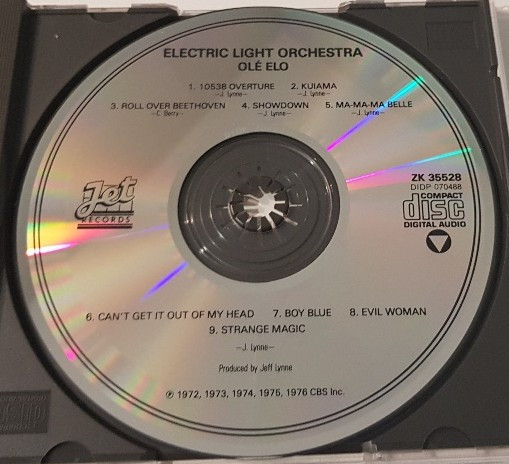 ELECTRIC LIGHT ORCHESTRA
OLÉ ELO
1. 10538 OVERTURE 2. KUIAMA
—J. Lynne— —J. Lynne—
3. ROLL OVER BEETHOVEN 4. SHOWDOWN 5. MA-MA-MA BELLE
—C. Berry— —J. Lynne— —J. Lynne—
Jet
RECORDS
ZK 35528
DIDP 070488
COMPACT
disc
DIGITAL AUDIO
6. CAN'T GET IT OUT OF MY HEAD 7. BOY BLUE 8. EVIL WOMAN
9. STRANGE MAGIC
—J. Lynne—
Produced by Jeff Lynne
℗ 1972, 1973, 1974, 1975, 1976 CBS Inc.